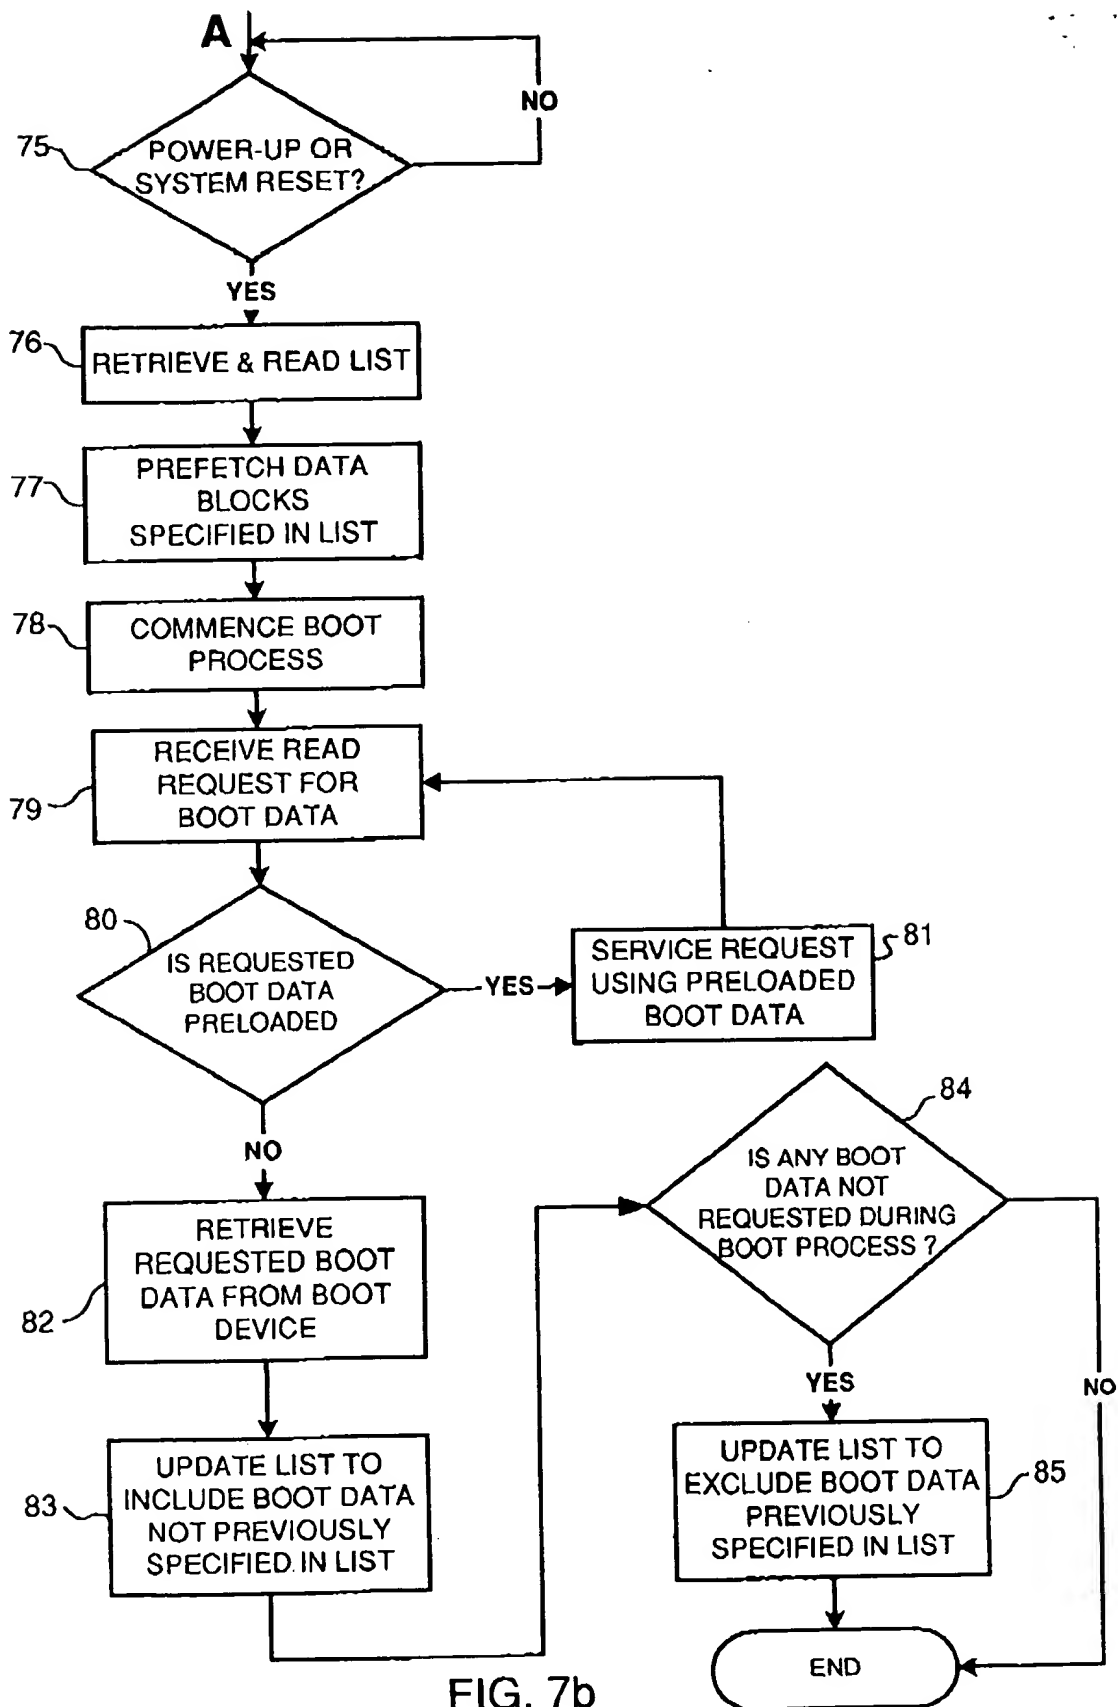 A
NO
75
POWER-UP OR
SYSTEM RESET?
YES
76
RETRIEVE & READ LIST
77
PREFETCH DATA
BLOCKS
SPECIFIED IN LIST
78
COMMENCE BOOT
PROCESS
79
RECEIVE READ
REQUEST FOR
BOOT DATA
80
IS REQUESTED
BOOT DATA
PRELOADED
YES
SERVICE REQUEST
USING PRELOADED
BOOT DATA
81
NO
82
RETRIEVE
REQUESTED BOOT
DATA FROM BOOT
DEVICE
83
UPDATE LIST TO
INCLUDE BOOT DATA
NOT PREVIOUSLY
SPECIFIED IN LIST
84
IS ANY BOOT
DATA NOT
REQUESTED DURING
BOOT PROCESS ?
YES
NO
UPDATE LIST TO
EXCLUDE BOOT DATA
PREVIOUSLY
SPECIFIED IN LIST
85
END
FIG. 7b